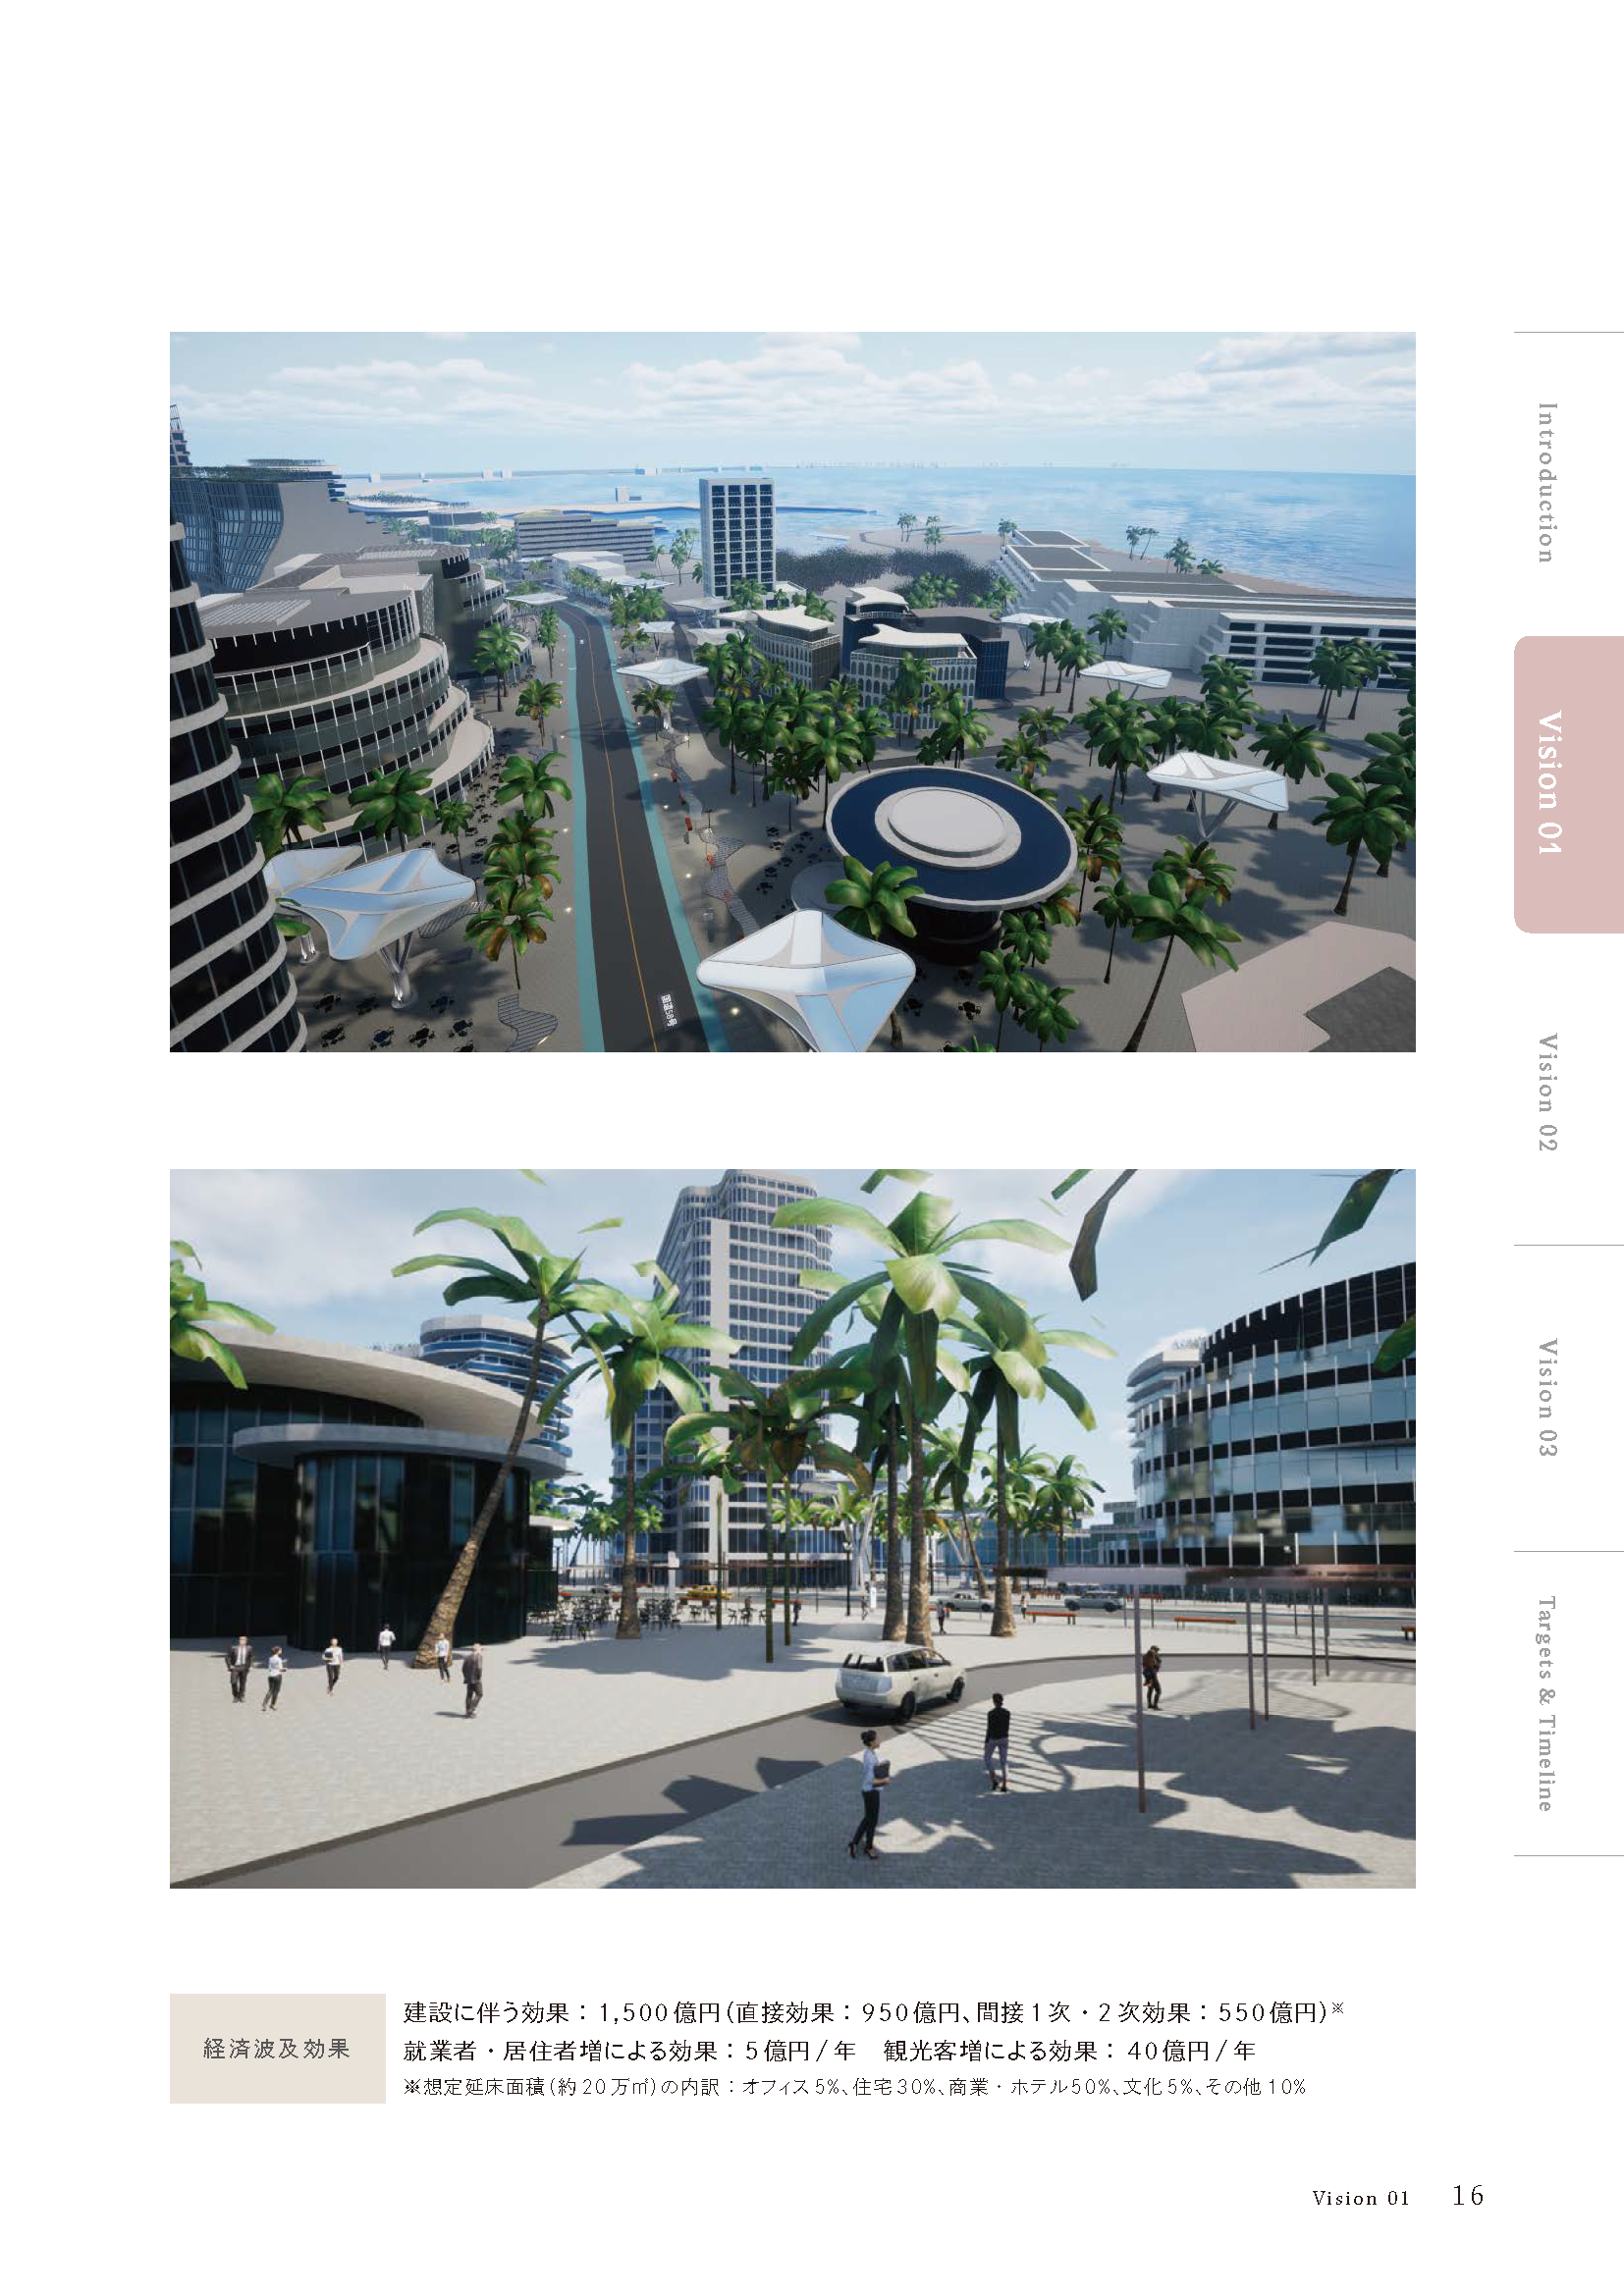 Introduction
Vision 01
Vision 02
Vision 03
Targets & Timeline
国道58号
経済波及効果
建設に伴う効果：1,500億円(直接効果：950億円、間接1次・2次効果：550億円)※
就業者・居住者増による効果：5億円/年　観光客増による効果：40億円/年
※想定延床面積(約20万㎡)の内訳：オフィス5%、住宅30%、商業・ホテル50%、文化5%、その他10%
Vision 01 16